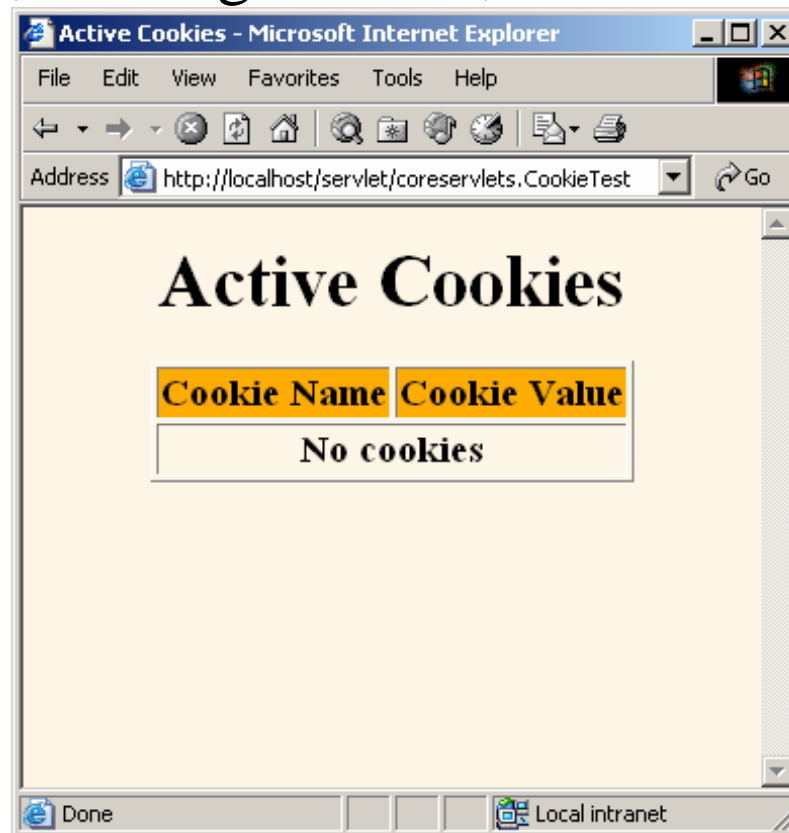 Active Cookies - Microsoft Internet Explorer
File Edit View Favorites Tools Help
Address http://localhost/servlet/coreservlets.CookieTest Go
Active Cookies
Cookie Name Cookie Value
No cookies
Done Local intranet